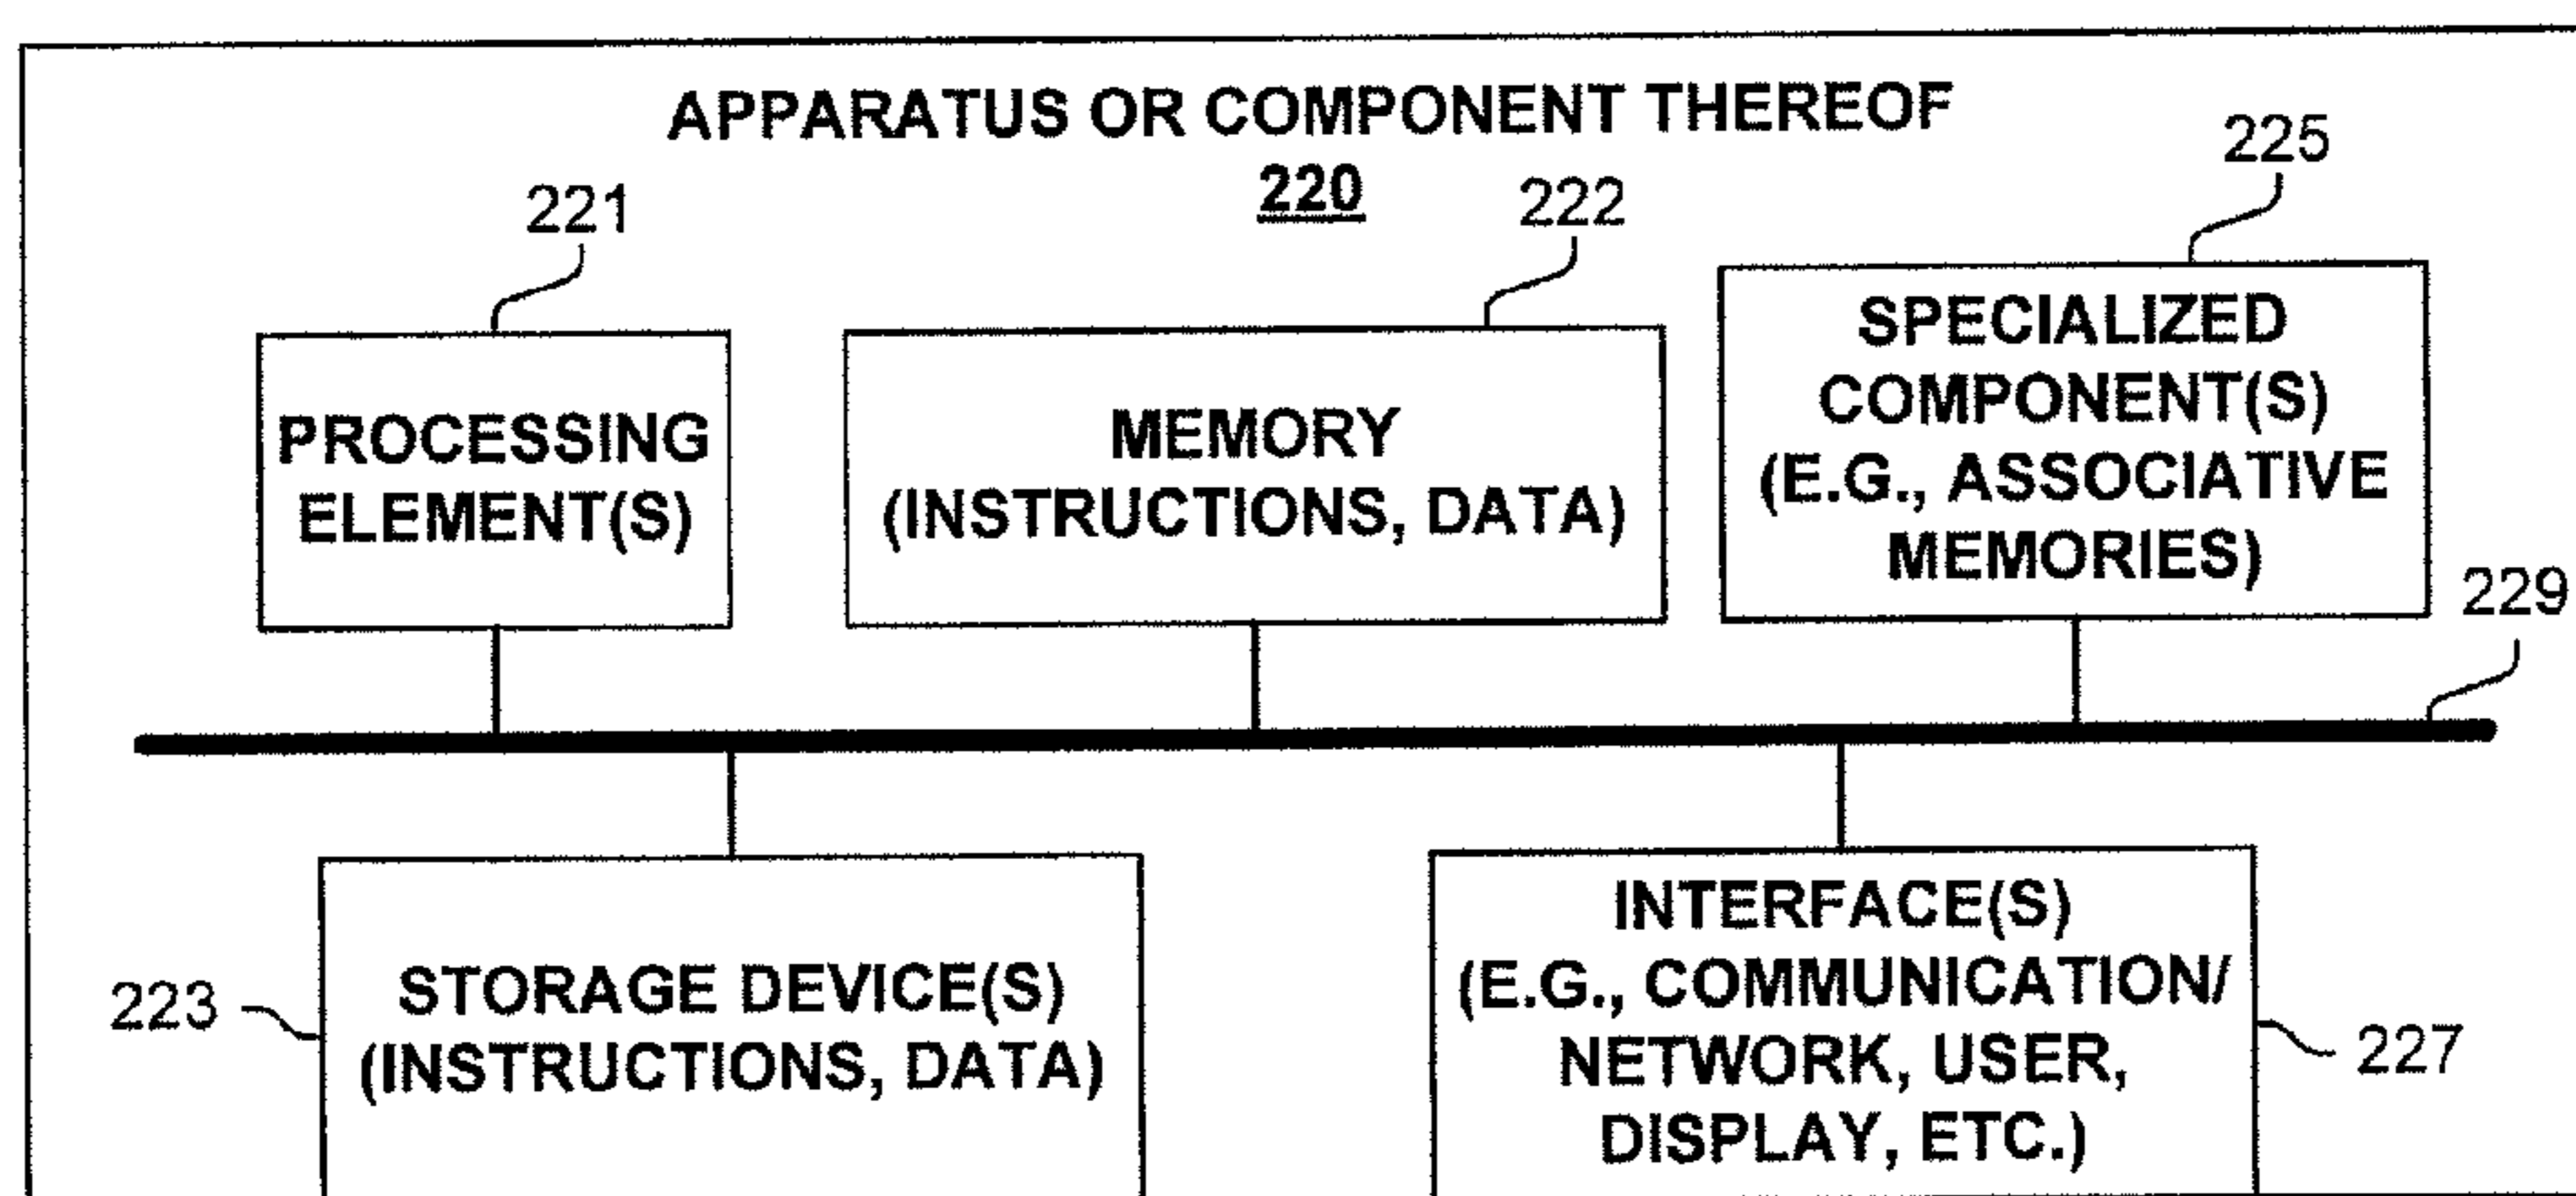 APPARATUS OR COMPONENT THEREOF
220
221
222
225
PROCESSING
ELEMENT(S)
MEMORY
(INSTRUCTIONS, DATA)
SPECIALIZED
COMPONENT(S)
(E.G., ASSOCIATIVE
MEMORIES)
229
223
STORAGE DEVICE(S)
(INSTRUCTIONS, DATA)
INTERFACE(S)
(E.G., COMMUNICATION/
NETWORK, USER,
DISPLAY, ETC.)
227